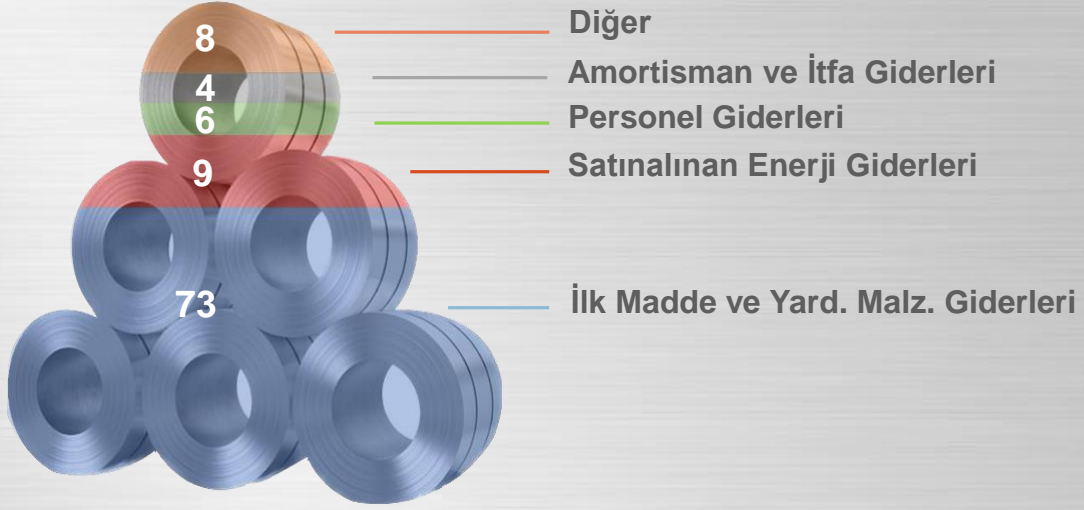 8
Diğer
4
Amortisman ve İtfa Giderleri
6
Personel Giderleri
9
Satınalınan Enerji Giderleri
73
İlk Madde ve Yard. Malz. Giderleri